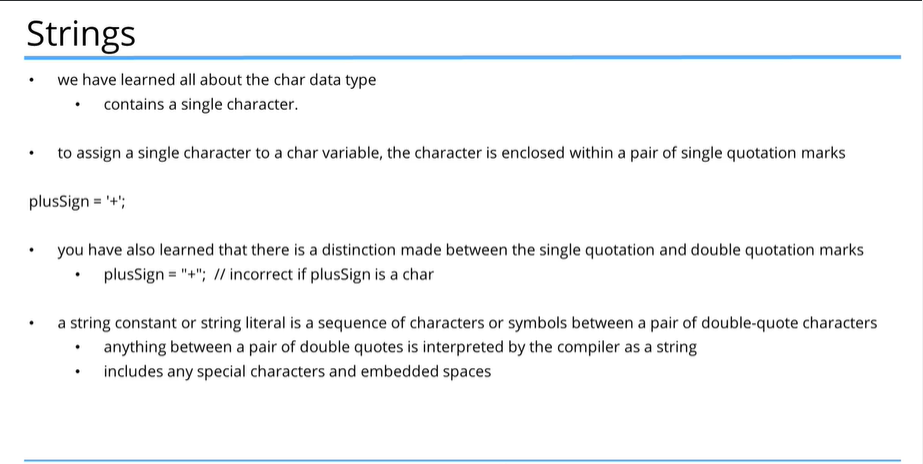 Strings
• we have learned all about the char data type
• contains a single character.
• to assign a single character to a char variable, the character is enclosed within a pair of single quotation marks
plusSign = '+';
• you have also learned that there is a distinction made between the single quotation and double quotation marks
• plusSign = "+"; // incorrect if plusSign is a char
• a string constant or string literal is a sequence of characters or symbols between a pair of double-quote characters
• anything between a pair of double quotes is interpreted by the compiler as a string
• includes any special characters and embedded spaces